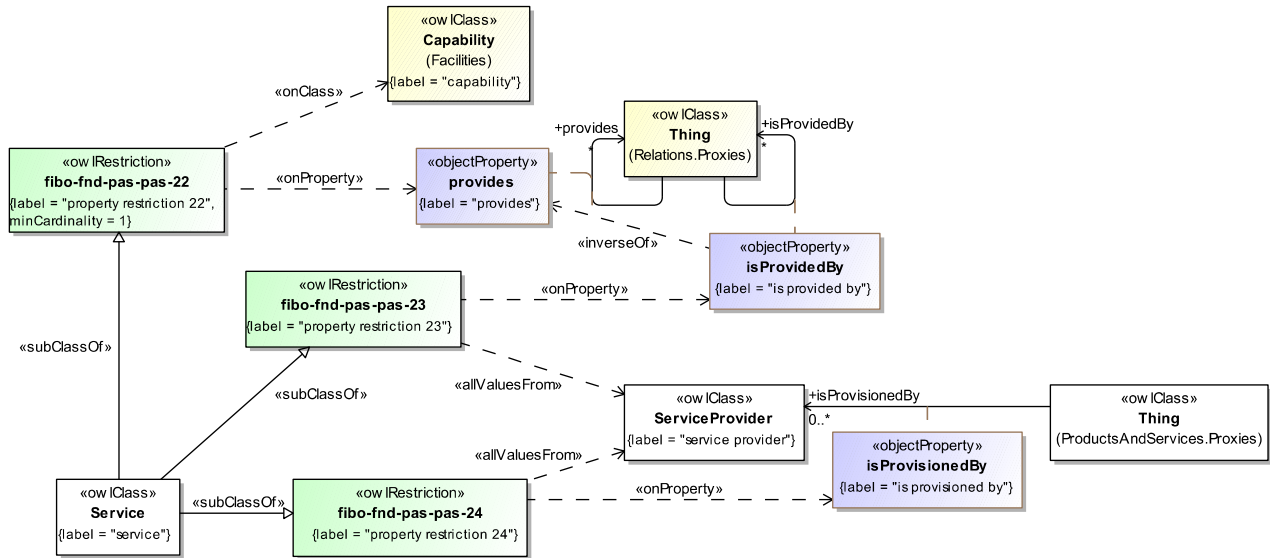 «owlClass»
Capability
(Facilities)
{label = "capability"}
«onClass»
«owlClass»
Thing
(Relations.Proxies)
+provides
*
+isProvidedBy
*
«owlRestriction»
fibo-fnd-pas-pas-22
{label = "property restriction 22",
minCardinality = 1}
«onProperty»
«objectProperty»
provides
{label = "provides"}
«inverseOf»
«objectProperty»
isProvidedBy
{label = "is provided by"}
«owlRestriction»
fibo-fnd-pas-pas-23
{label = "property restriction 23"}
«onProperty»
«subClassOf»
«subClassOf»
«allValuesFrom»
«owlClass»
ServiceProvider
{label = "service provider"}
+isProvisionedBy
0..*
«owlClass»
Thing
(ProductsAndServices.Proxies)
«objectProperty»
isProvisionedBy
{label = "is provisioned by"}
«allValuesFrom»
«onProperty»
«owlClass»
Service
{label = "service"}
«subClassOf»
«owlRestriction»
fibo-fnd-pas-pas-24
{label = "property restriction 24"}